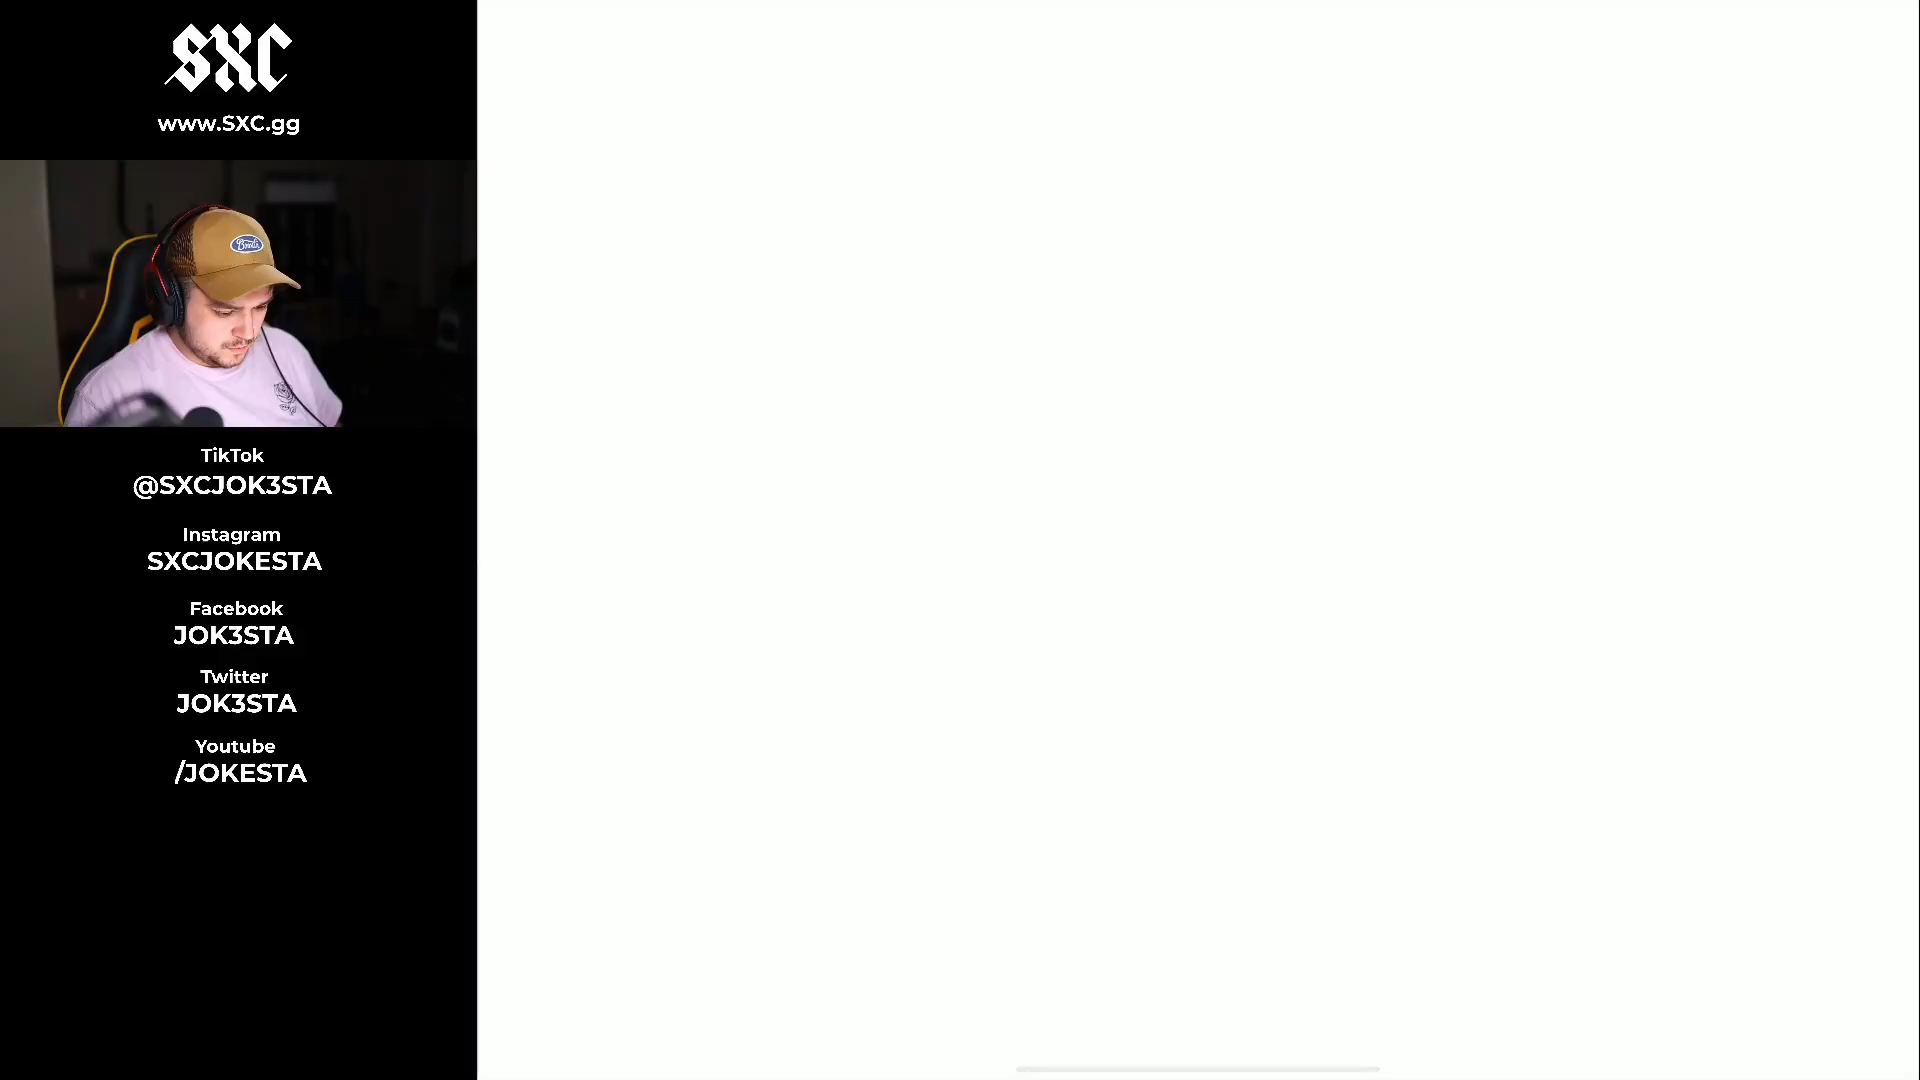 SXC
www.SXC.gg
TikTok
@SXCJOK3STA
Instagram
SXCJOKESTA
Facebook
JOK3STA
Twitter
JOK3STA
Youtube
/JOKESTA